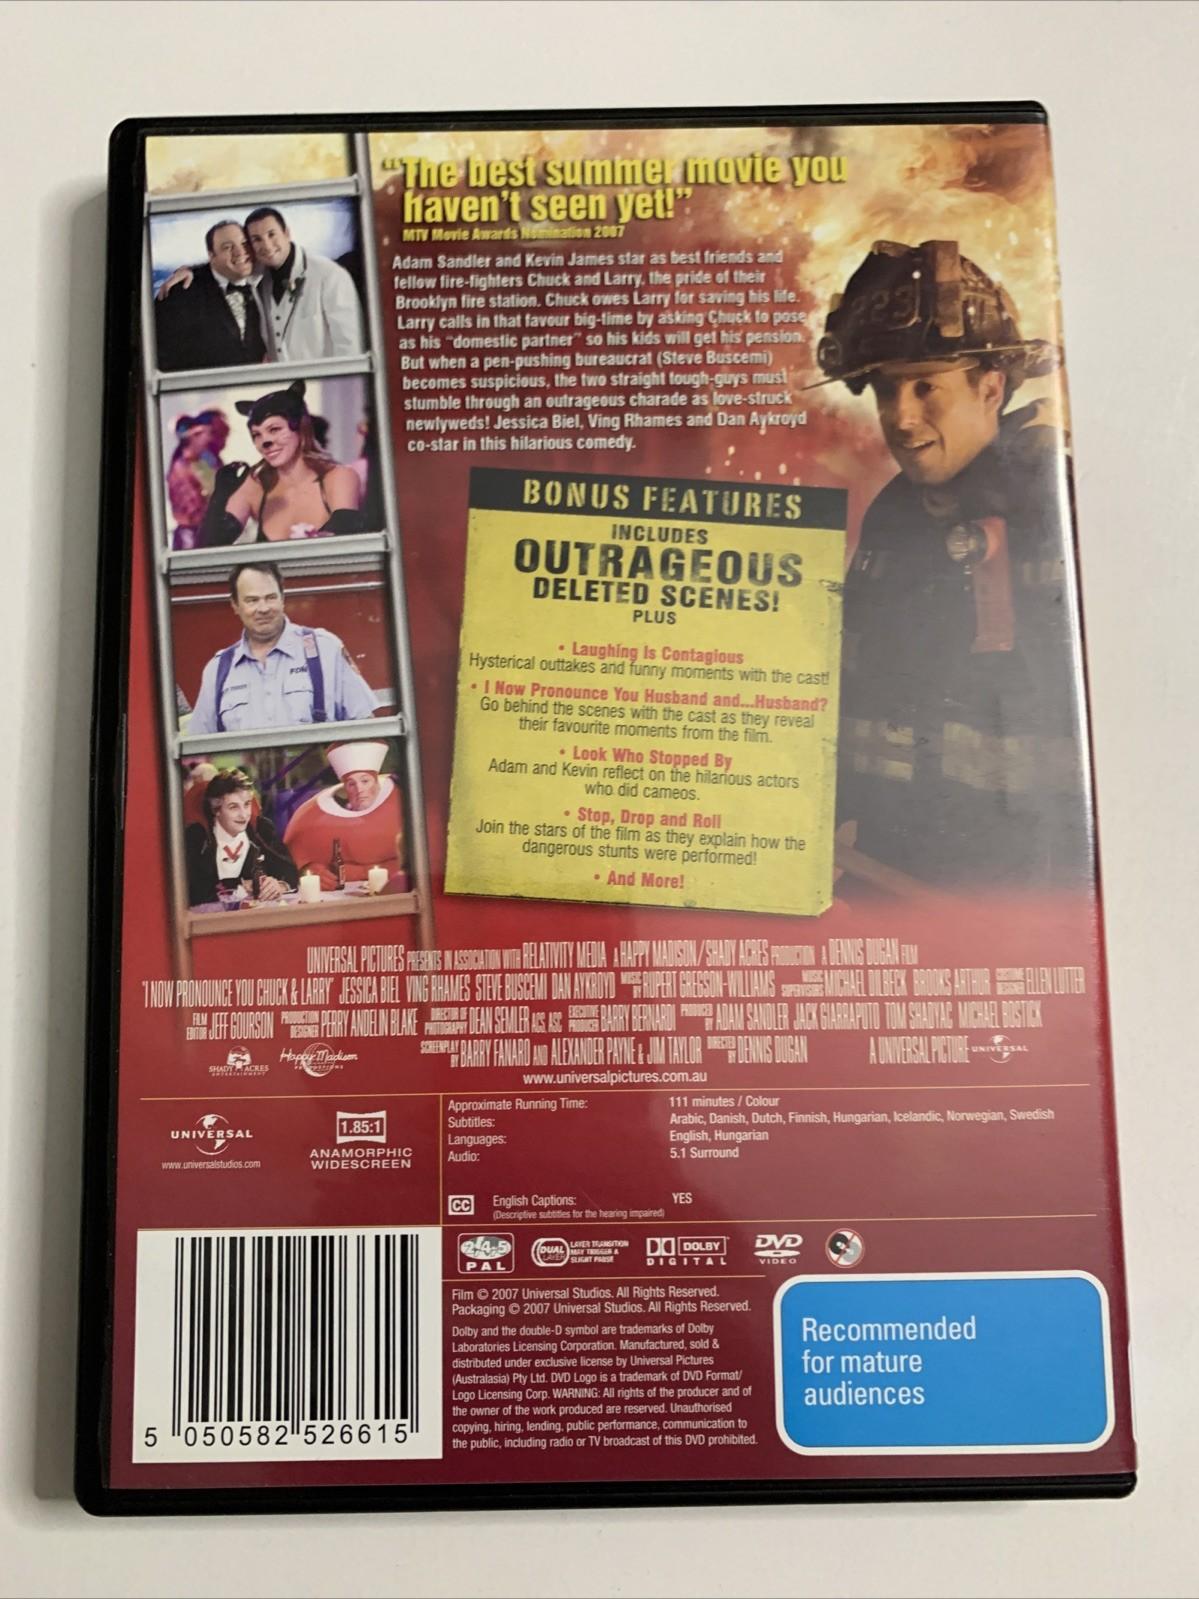 "The best summer movie you
haven't seen yet!"
MTV Movie Awards Nomination 2007
Adam Sandler and Kevin James star as best friends and
fellow fire-fighters Chuck and Larry, the pride of their
Brooklyn fire station. Chuck owes Larry for saving his life.
Larry calls in that favour big-time by asking Chuck to pose
as his "domestic partner" so his kids will get his pension.
But when a pen-pushing bureaucrat (Steve Buscemi)
becomes suspicious, the two straight tough-guys must
stumble through an outrageous charade as love-struck
newlyweds! Jessica Biel, Ving Rhames and Dan Aykroyd
co-star in this hilarious comedy.
223
FDN
BONUS FEATURES
INCLUDES
OUTRAGEOUS
DELETED SCENES!
PLUS
• Laughing Is Contagious
Hysterical outtakes and funny moments with the cast!
• I Now Pronounce You Husband and...Husband?
Go behind the scenes with the cast as they reveal
their favourite moments from the film.
• Look Who Stopped By
Adam and Kevin reflect on the hilarious actors
who did cameos.
• Stop, Drop and Roll
Join the stars of the film as they explain how the
dangerous stunts were performed!
• And More!
UNIVERSAL PICTURES PRESENTS IN ASSOCIATION WITH RELATIVITY MEDIA A HAPPY MADISON/SHADY ACRES PRODUCTION A DENNIS DUGAN FILM
"I NOW PRONOUNCE YOU CHUCK & LARRY" JESSICA BIEL VING RHAMES STEVE BUSCEMI DAN AYKROYD MUSIC BY RUPERT GREGSON-WILLIAMS MUSIC SUPERVISORS MICHAEL DILBECK BROOKS ARTHUR COSTUME DESIGNER ELLEN LUTTER
FILM EDITOR JEFF GOURSON PRODUCTION DESIGNER PERRY ANDELIN BLAKE DIRECTOR OF PHOTOGRAPHY DEAN SEMLER ACS, ASC EXECUTIVE PRODUCER BARRY BERNARDI PRODUCED BY ADAM SANDLER JACK GIARRAPUTO TOM SHADYAC MICHAEL BOSTICK
SHADY ACRES ENTERTAINMENT Happy Madison PRODUCTIONS SCREENPLAY BY BARRY FANARO AND ALEXANDER PAYNE & JIM TAYLOR DIRECTED BY DENNIS DUGAN A UNIVERSAL PICTURE UNIVERSAL
www.universalpictures.com.au
UNIVERSAL
www.universalstudios.com
1.85:1
ANAMORPHIC
WIDESCREEN
Approximate Running Time: 111 minutes / Colour
Subtitles: Arabic, Danish, Dutch, Finnish, Hungarian, Icelandic, Norwegian, Swedish
Languages: English, Hungarian
Audio: 5.1 Surround
CC English Captions: YES
(Descriptive subtitles for the hearing impaired)
2·4·5
PAL
DUAL LAYER
LAYER TRANSITION
MAY TRIGGER A
SLIGHT PAUSE
DOLBY
DIGITAL
DVD
VIDEO
Film © 2007 Universal Studios. All Rights Reserved.
Packaging © 2007 Universal Studios. All Rights Reserved.
Dolby and the double-D symbol are trademarks of Dolby
Laboratories Licensing Corporation. Manufactured, sold &
distributed under exclusive license by Universal Pictures
(Australasia) Pty Ltd. DVD Logo is a trademark of DVD Format/
Logo Licensing Corp. WARNING: All rights of the producer and of
the owner of the work produced are reserved. Unauthorised
copying, hiring, lending, public performance, communication to
the public, including radio or TV broadcast of this DVD prohibited.
Recommended
for mature
audiences
5 050582 526615